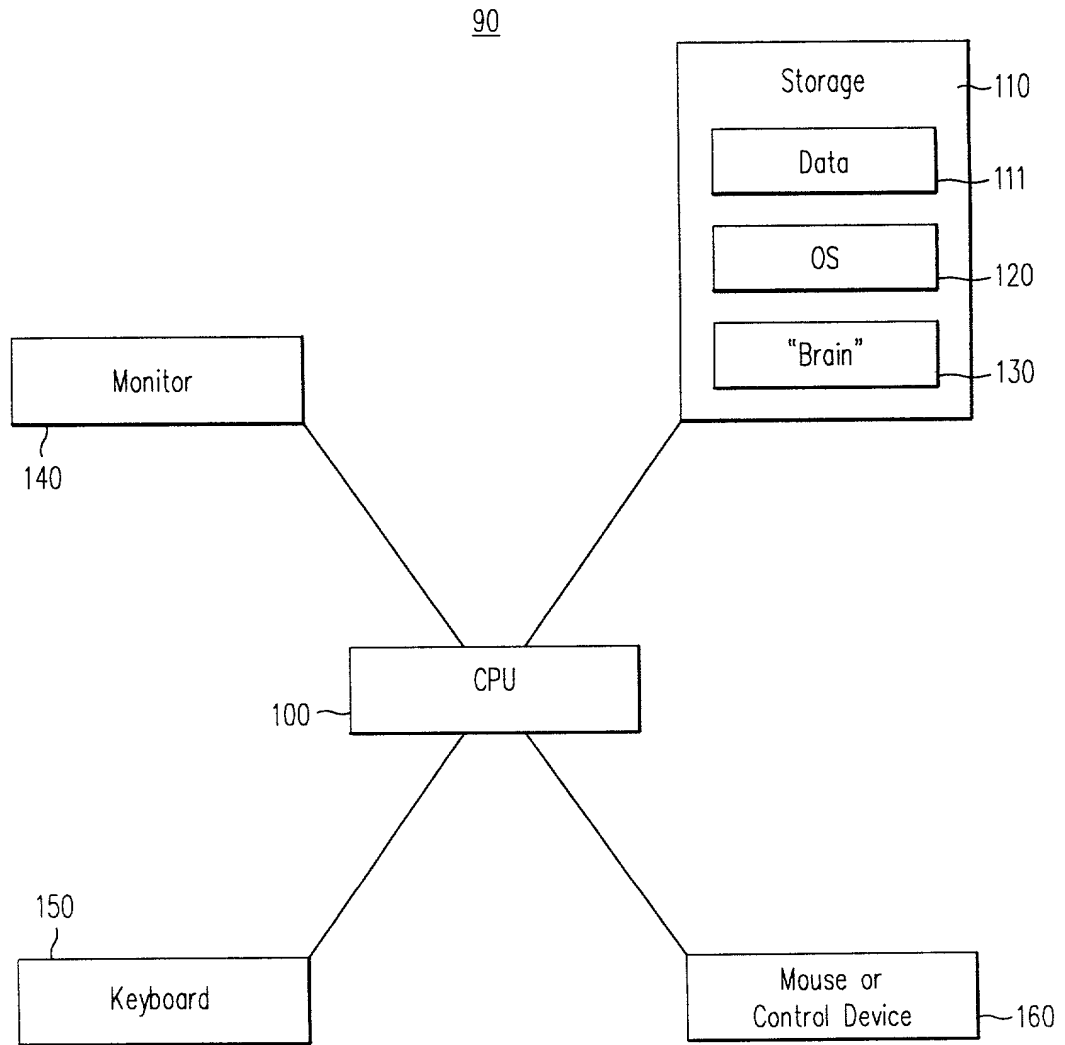 90
Storage
110
Data
111
OS
120
"Brain"
130
Monitor
140
CPU
100
150
Keyboard
Mouse or
Control Device
160